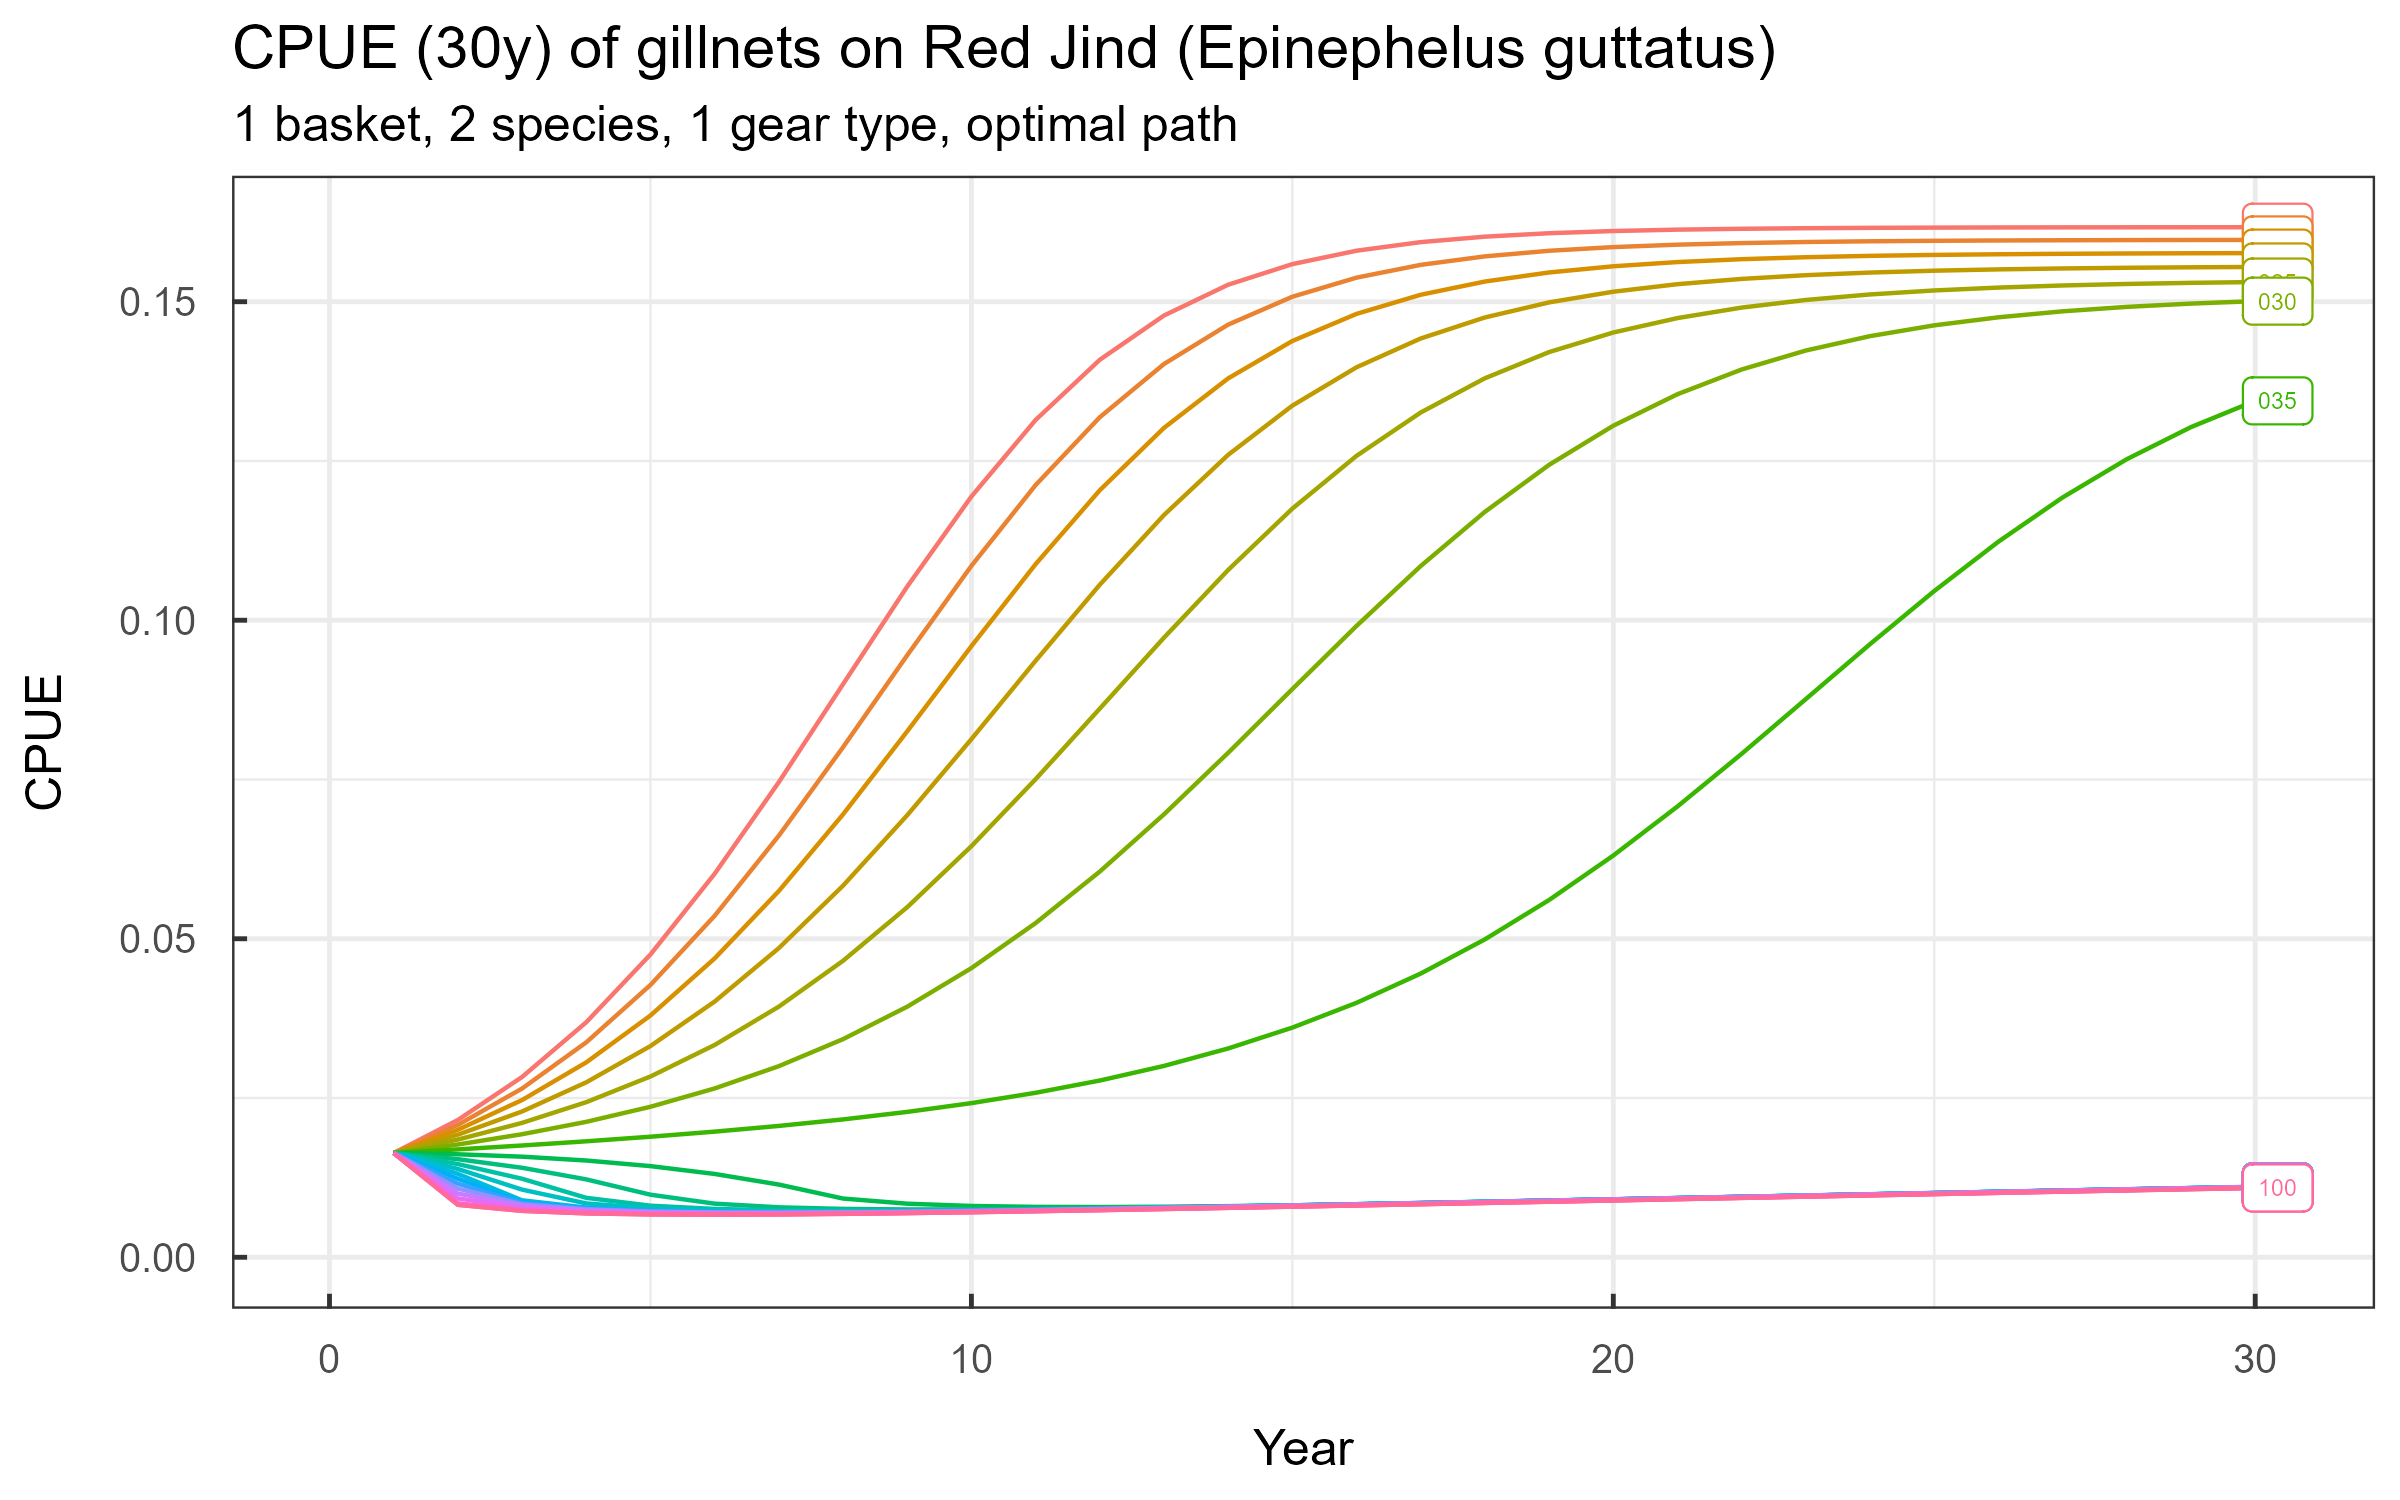 CPUE (30y) of gillnets on Red Jind (Epinephelus guttatus)
1 basket, 2 species, 1 gear type, optimal path
CPUE
0.15
0.10
0.05
0.00
030
035
100
0
10
20
30
Year